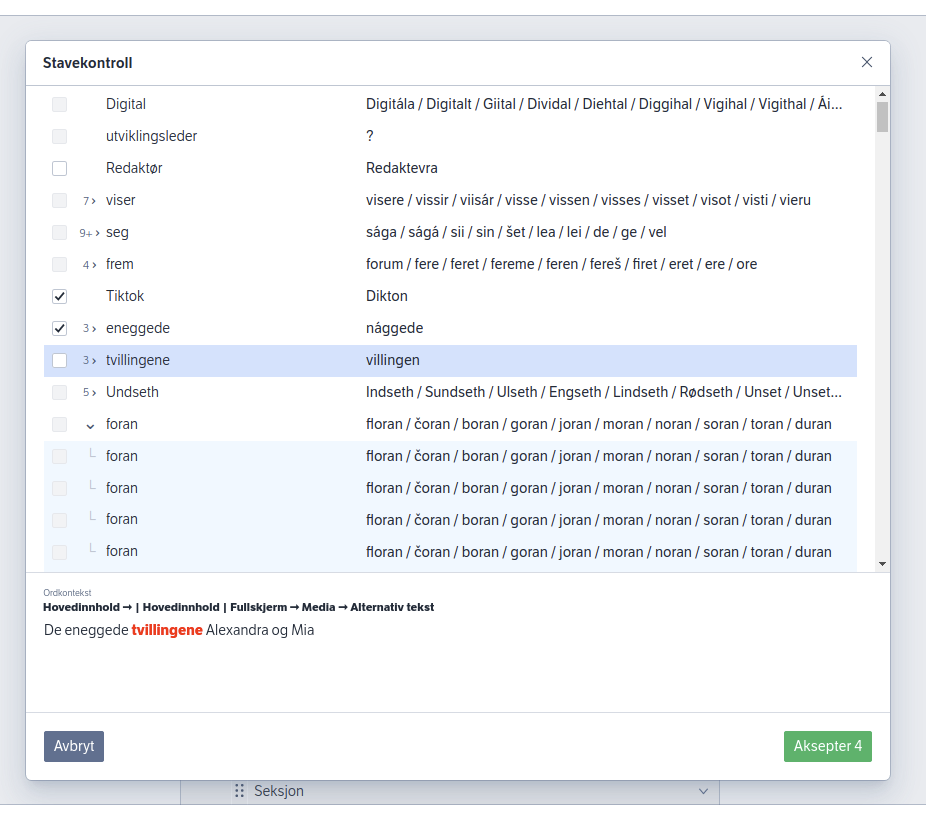 Stavekontroll
Digital Digitála / Digitalt / Giital / Dividal / Diehtal / Diggihal / Vigihal / Vigithal / Ái...
utviklingsleder ?
Redaktør Redaktevra
7 viser visere / vissir / viisár / visse / vissen / visses / visset / visot / visti / vieru
9+ seg sága / ságá / sii / sin / šet / lea / lei / de / ge / vel
4 frem forum / fere / feret / fereme / feren / fereš / firet / eret / ere / ore
Tiktok Dikton
3 eneggede nággede
3 tvillingene villingen
5 Undseth Indseth / Sundseth / Ulseth / Engseth / Lindseth / Rødseth / Unset / Unset...
foran floran / čoran / boran / goran / joran / moran / noran / soran / toran / duran
foran floran / čoran / boran / goran / joran / moran / noran / soran / toran / duran
foran floran / čoran / boran / goran / joran / moran / noran / soran / toran / duran
foran floran / čoran / boran / goran / joran / moran / noran / soran / toran / duran
foran floran / čoran / boran / goran / joran / moran / noran / soran / toran / duran
Ordkontekst
Hovedinnhold → | Hovedinnhold | Fullskjerm → Media → Alternativ tekst
De eneggede tvillingene Alexandra og Mia
Avbryt Aksepter 4
Seksjon